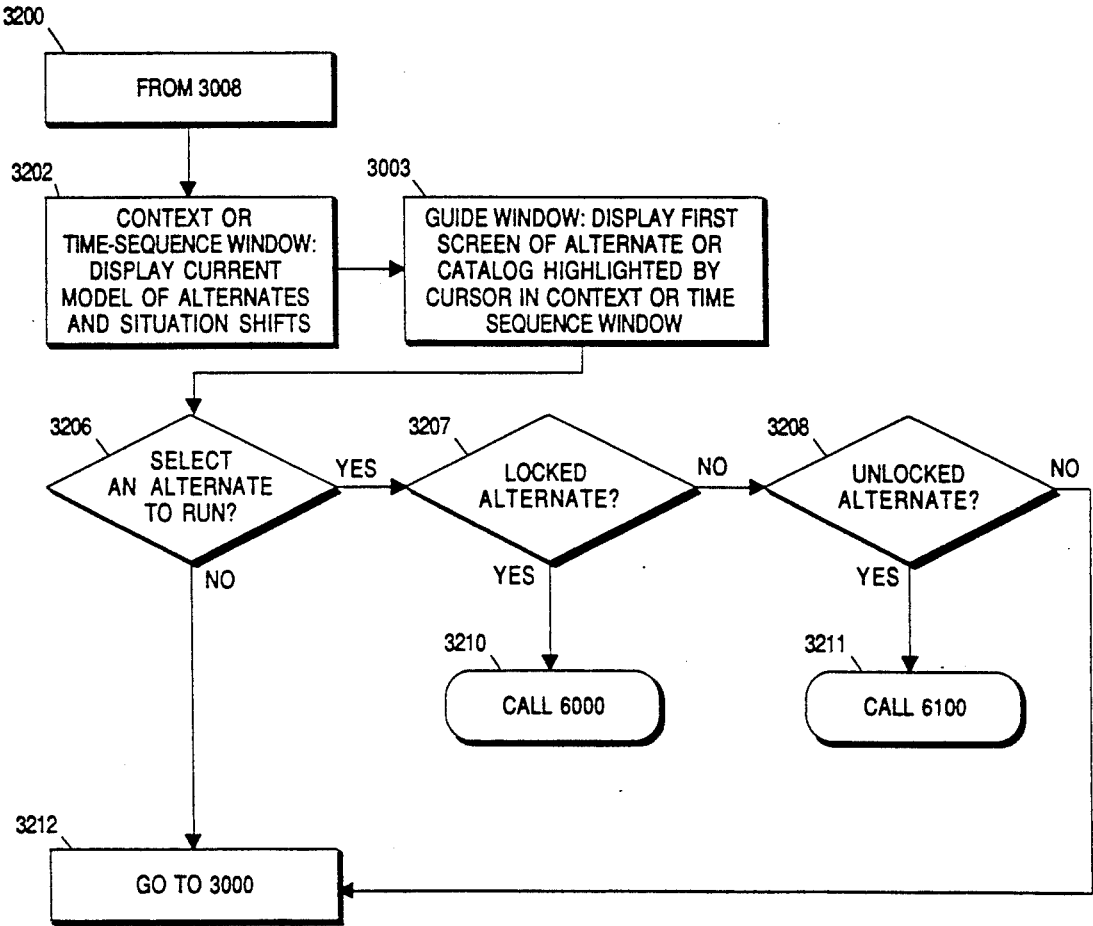 3200
FROM 3008
3202
CONTEXT OR
TIME-SEQUENCE WINDOW:
DISPLAY CURRENT
MODEL OF ALTERNATES
AND SITUATION SHIFTS
3003
GUIDE WINDOW: DISPLAY FIRST
SCREEN OF ALTERNATE OR
CATALOG HIGHLIGHTED BY
CURSOR IN CONTEXT OR TIME
SEQUENCE WINDOW
3206
SELECT
AN ALTERNATE
TO RUN?
YES
NO
3207
LOCKED
ALTERNATE?
NO
YES
3208
UNLOCKED
ALTERNATE?
NO
YES
3210
CALL 6000
3211
CALL 6100
3212
GO TO 3000